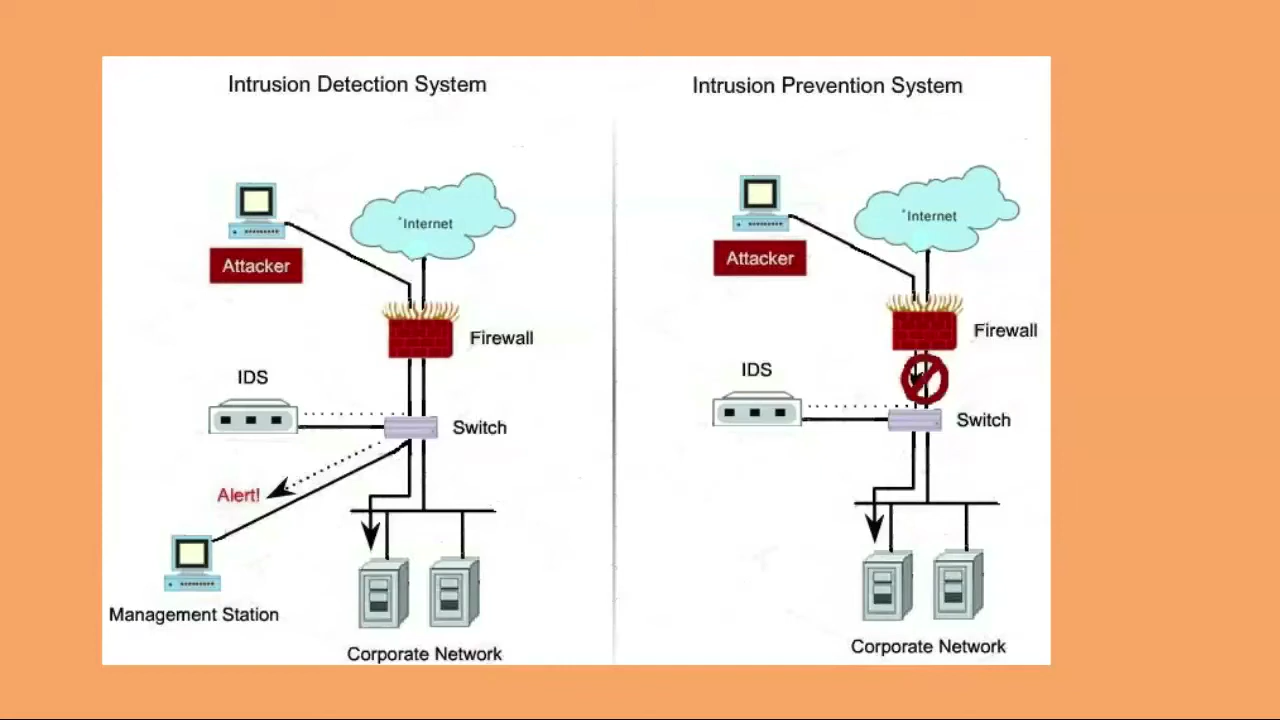 Intrusion Detection System
Internet
Attacker
Firewall
IDS
Switch
Alert!
Management Station
Corporate Network
Intrusion Prevention System
Internet
Attacker
Firewall
IDS
Switch
Corporate Network